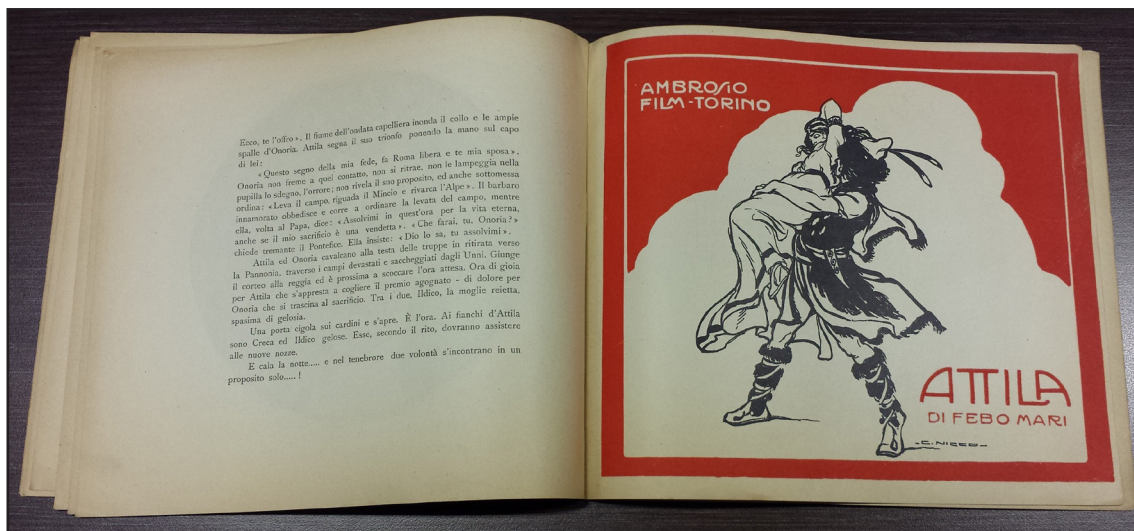 Ecco, te l'offro». Il fiume dell'ondata capelliera inonda il collo e le ampie
spalle d'Onoria. Attila segna il suo trionfo ponendo la mano sul capo
di lei:
«Questo segno della mia fede, fa Roma libera e te mia sposa».
Onoria non freme a quel contatto, non si ritrae, non le lampeggia nella
pupilla lo sdegno, l'orrore; non rivela il suo proposito, ed anche sottomessa
ordina: «Leva il campo, riguada il Mincio e rivarca l'Alpe». Il barbaro
innamorato obbedisce e corre a ordinare la levata del campo, mentre
ella, volta al Papa, dice: «Assolvimi in quest'ora per la vita eterna,
anche se il mio sacrificio è una vendetta». «Che farai, tu, Onoria?»
chiede tremante il Pontefice. Ella insiste: «Dio lo sa, tu assolvimi».
Attila ed Onoria cavalcano alla testa delle truppe in ritirata verso
la Pannonia, traverso i campi devastati e saccheggiati dagli Unni. Giunge
il corteo alla reggia ed è prossima a scoccare l'ora attesa. Ora di gioia
per Attila che s'appresta a cogliere il premio agognato - di dolore per
Onoria che si trascina al sacrificio. Tra i due, Ildico, la moglie reietta,
spasima di gelosia.
Una porta cigola sui cardini e s'apre. È l'ora. Ai fianchi d'Attila
sono Creca ed Ildico gelose. Esse, secondo il rito, dovranno assistere
alle nuove nozze.
E cala la notte..... e nel tenebrore due volontà s'incontrano in un
proposito solo.....!
AMBROSIO
FILM-TORINO
ATTILA
DI FEBO MARI
-C. NICCO-